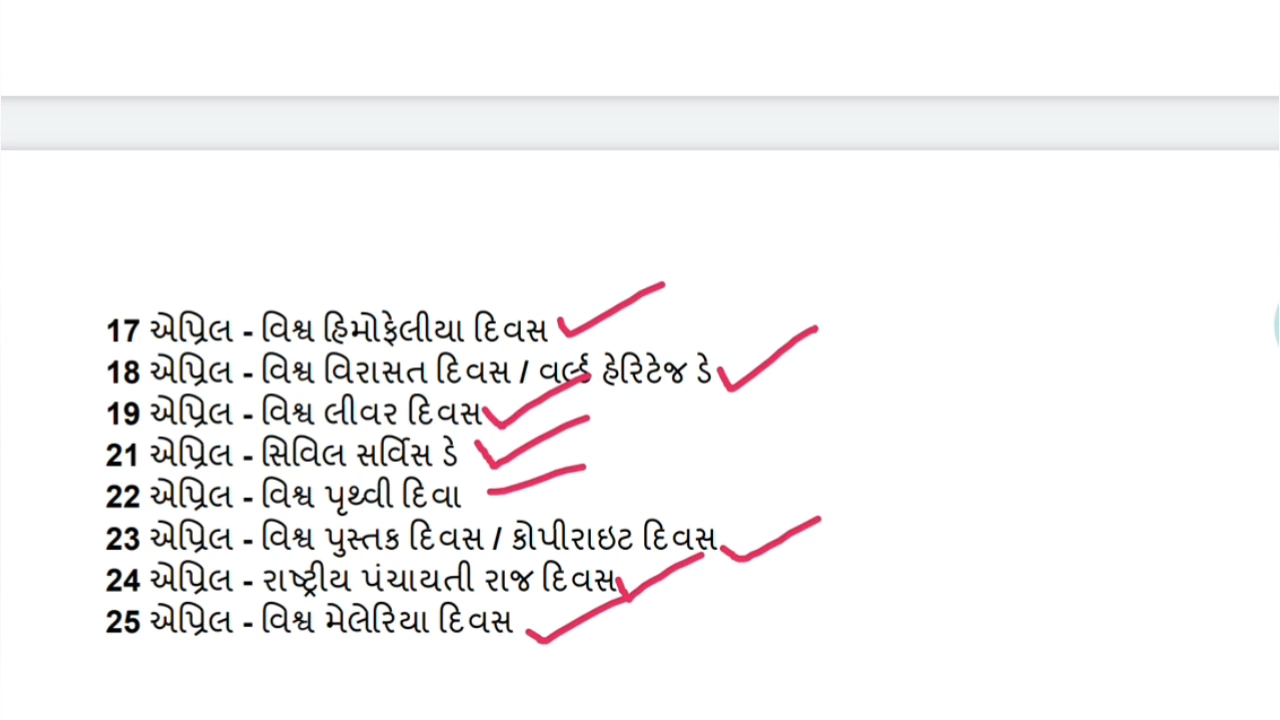 17 એપ્રિલ - વિશ્વ હિમોફેલીયા દિવસ
18 એપ્રિલ - વિશ્વ વિરાસત દિવસ / વર્લ્ડ હેરિટેજ ડે
19 એપ્રિલ - વિશ્વ લીવર દિવસ
21 એપ્રિલ - સિવિલ સર્વિસ ડે
22 એપ્રિલ - વિશ્વ પૃથ્વી દિવા
23 એપ્રિલ - વિશ્વ પુસ્તક દિવસ / કોપીરાઇટ દિવસ
24 એપ્રિલ - રાષ્ટ્રીય પંચાયતી રાજ દિવસ
25 એપ્રિલ - વિશ્વ મેલેરિયા દિવસ